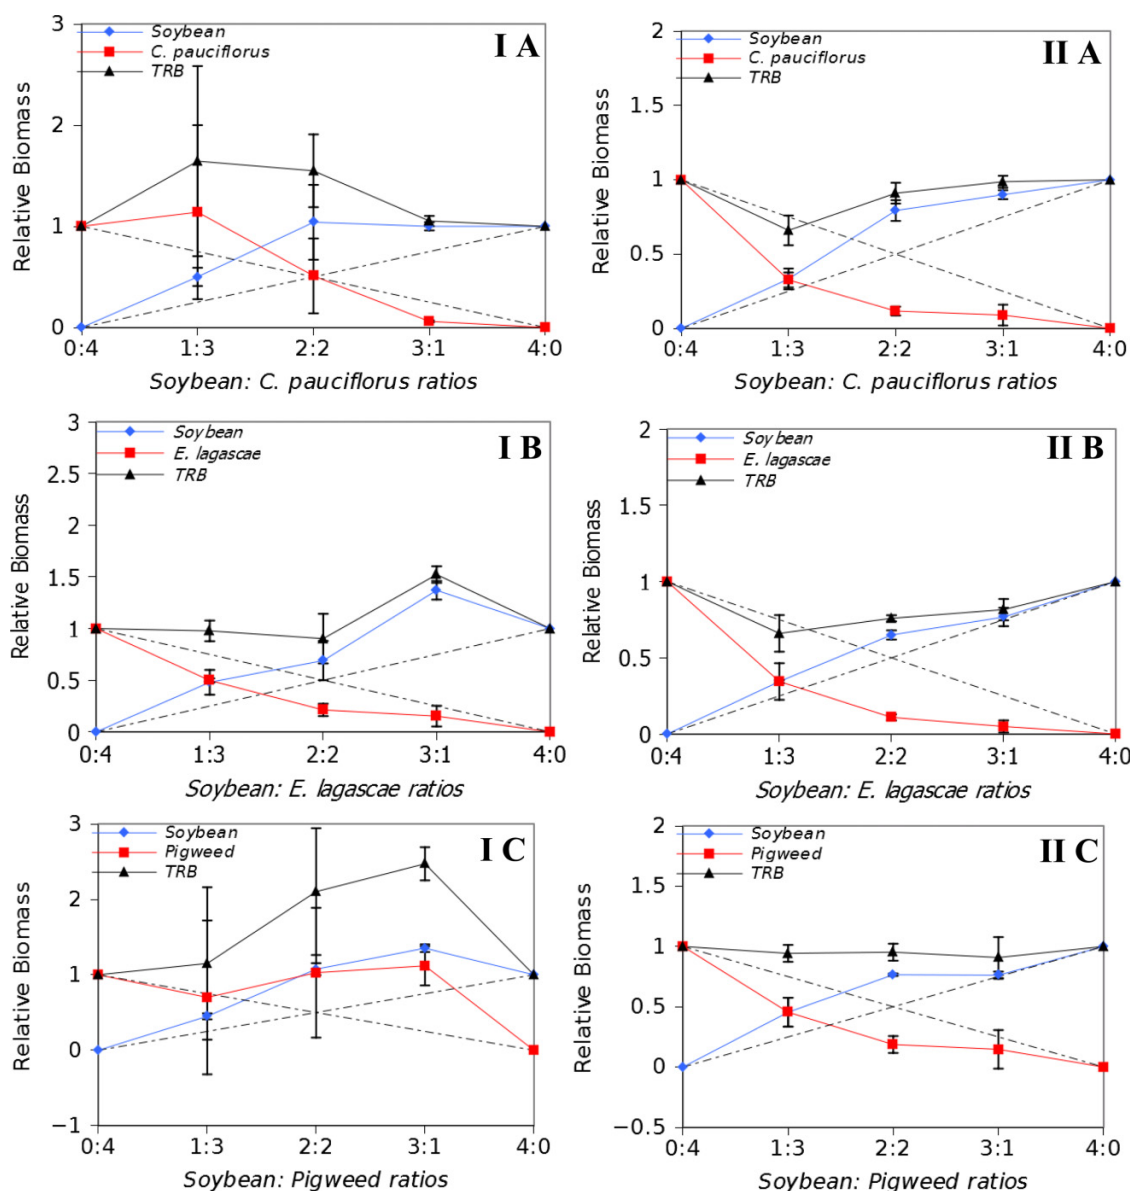 I A
Soybean
C. pauciflorus
TRB
Relative Biomass
3
2
1
0
0:4 1:3 2:2 3:1 4:0
Soybean: C. pauciflorus ratios
II A
Soybean
C. pauciflorus
TRB
Relative Biomass
2
1.5
1
0.5
0
0:4 1:3 2:2 3:1 4:0
Soybean: C. pauciflorus ratios
I B
Soybean
E. lagascae
TRB
Relative Biomass
3
2.5
2
1.5
1
0.5
0
0:4 1:3 2:2 3:1 4:0
Soybean: E. lagascae ratios
II B
Soybean
E. lagascae
TRB
Relative Biomass
2
1.5
1
0.5
0
0:4 1:3 2:2 3:1 4:0
Soybean: E. lagascae ratios
I C
Soybean
Pigweed
TRB
Relative Biomass
3
2
1
0
−1
0:4 1:3 2:2 3:1 4:0
Soybean: Pigweed ratios
II C
Soybean
Pigweed
TRB
Relative Biomass
2
1.5
1
0.5
0
−0.5
0:4 1:3 2:2 3:1 4:0
Soybean: Pigweed ratios